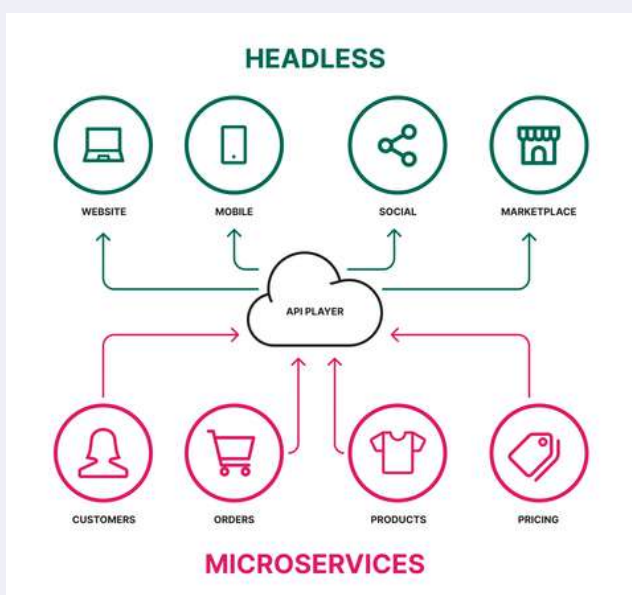 HEADLESS
WEBSITE
MOBILE
SOCIAL
MARKETPLACE
API PLAYER
CUSTOMERS
ORDERS
PRODUCTS
PRICING
MICROSERVICES